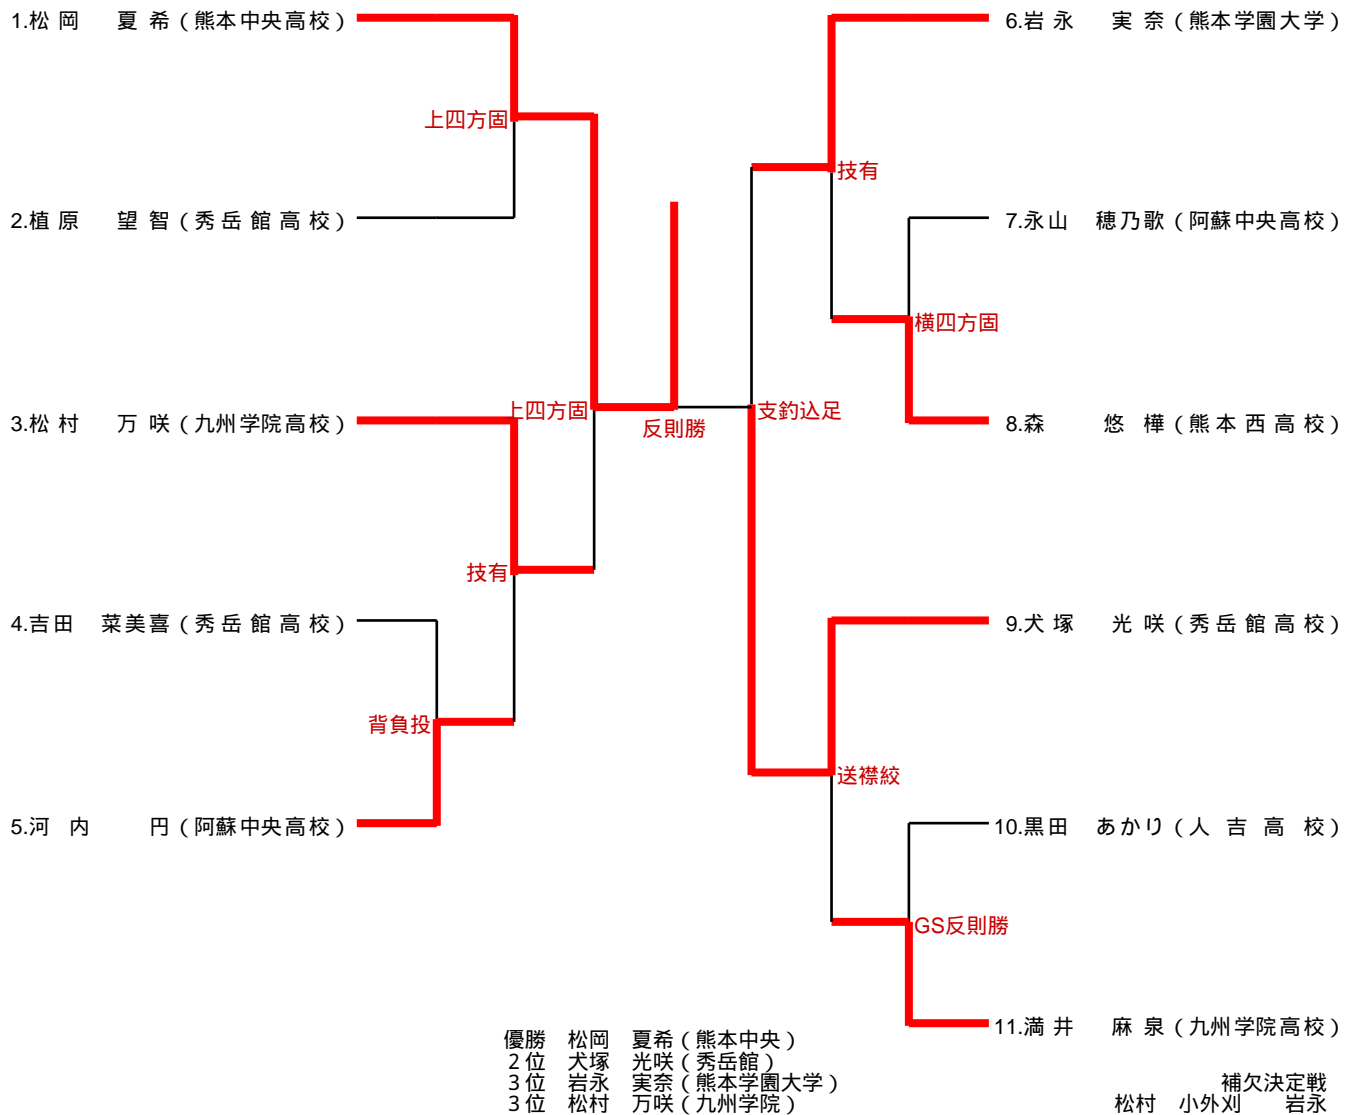 1.松岡　夏希(熊本中央高校)
6.岩永　実奈(熊本学園大学)
上四方固
技有
2.植原　望智(秀岳館高校)
7.永山　穂乃歌(阿蘇中央高校)
横四方固
3.松村　万咲(九州学院高校)
上四方固
反則勝
支釣込足
8.森　悠樺(熊本西高校)
技有
4.吉田　菜美喜(秀岳館高校)
9.犬塚　光咲(秀岳館高校)
背負投
送襟絞
5.河内　円(阿蘇中央高校)
10.黒田　あかり(人吉高校)
GS反則勝
11.満井　麻泉(九州学院高校)
優勝　松岡　夏希(熊本中央)
2位　犬塚　光咲(秀岳館)
3位　岩永　実奈(熊本学園大学)
3位　松村　万咲(九州学院)
補欠決定戦
松村　小外刈　岩永